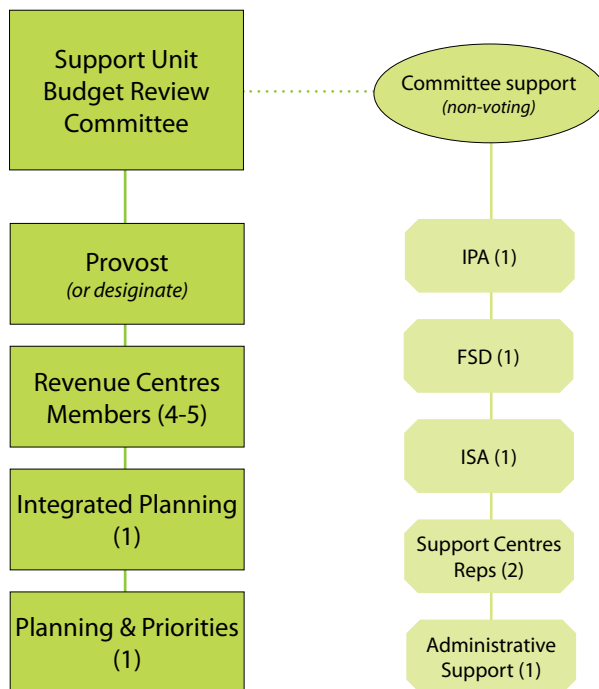 Support Unit
Budget Review
Committee
Committee support
(non-voting)
Provost
(or desiginate)
Revenue Centres
Members (4-5)
Integrated Planning
(1)
Planning & Priorities
(1)
IPA (1)
FSD (1)
ISA (1)
Support Centres
Reps (2)
Administrative
Support (1)